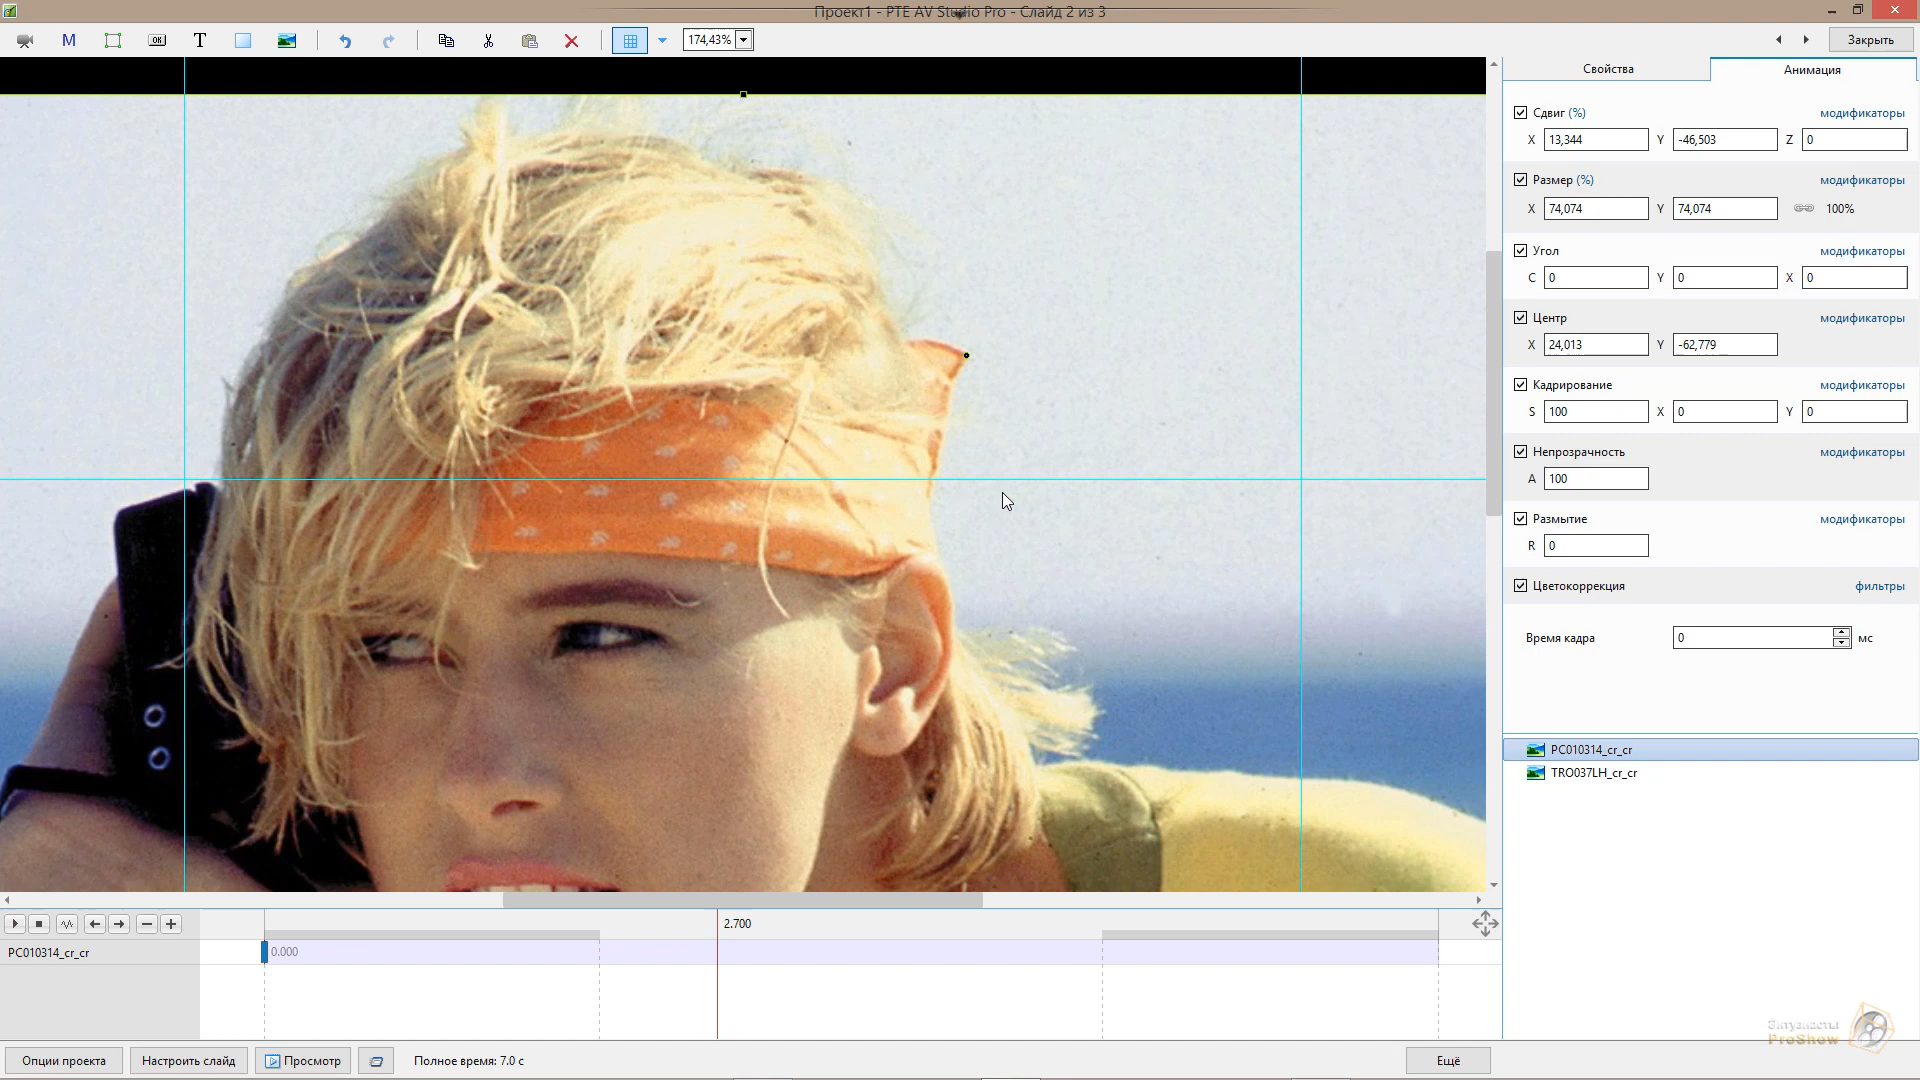 Проект1 - PTE AV Studio Pro - Слайд 2 из 3
M
OK
T
174,43%
Закрыть
Свойства
Анимация
Сдвиг (%)
модификаторы
X 13,344 Y -46,503 Z 0
Размер (%)
модификаторы
X 74,074 Y 74,074 100%
Угол
модификаторы
C 0 Y 0 X 0
Центр
модификаторы
X 24,013 Y -62,779
Кадрирование
модификаторы
S 100 X 0 Y 0
Непрозрачность
модификаторы
A 100
Размытие
модификаторы
R 0
Цветокоррекция
фильтры
Время кадра 0 мс
PC010314_cr_cr
TRO037LH_cr_cr
2.700
PC010314_cr_cr
0.000
Энтузиасты
ProShow
Опции проекта
Настроить слайд
Просмотр
Полное время: 7.0 с
Ещё